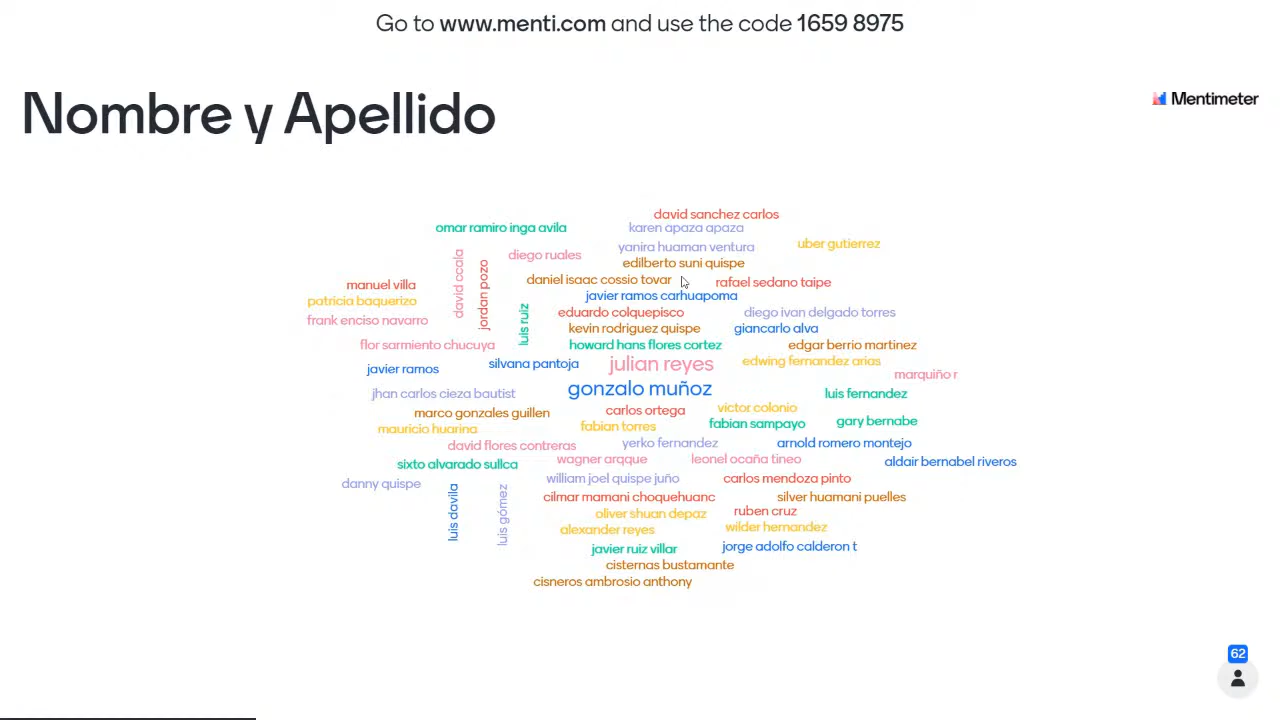 Go to www.menti.com and use the code 1659 8975
Nombre y Apellido
Mentimeter
david sanchez carlos
omar ramiro inga avila
karen apaza apaza
uber gutierrez
yanira huaman ventura
diego ruales
edilberto suni quispe
david ccala
jordan pozo
daniel isaac cossio tovar
rafael sedano taipe
manuel villa
javier ramos carhuapoma
patricia baquerizo
luis ruiz
eduardo colquepisco
diego ivan delgado torres
frank enciso navarro
kevin rodriguez quispe
giancarlo alva
flor sarmiento chucuya
howard hans flores cortez
edgar berrio martinez
silvana pantoja
julian reyes
edwing fernandez arias
javier ramos
marquiño r
gonzalo muñoz
jhan carlos cieza bautist
luis fernandez
marco gonzales guillen
carlos ortega
victor colonio
mauricio huarina
fabian torres
fabian sampayo
gary bernabe
david flores contreras
yerko fernandez
arnold romero montejo
sixto alvarado sullca
wagner arqque
leonel ocaña tineo
aldair bernabel riveros
danny quispe
william joel quispe juño
carlos mendoza pinto
luis davila
luis gómez
cilmar mamani choquehuanc
silver huamani puelles
oliver shuan depaz
ruben cruz
alexander reyes
wilder hernandez
javier ruiz villar
jorge adolfo calderon t
cisternas bustamante
cisneros ambrosio anthony
62